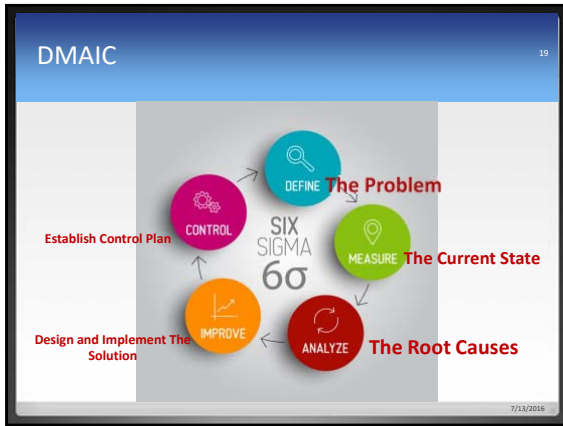 DMAIC
19
DEFINE The Problem
CONTROL
SIX
SIGMA
6σ
Establish Control Plan
MEASURE The Current State
IMPROVE
Design and Implement The
Solution
ANALYZE The Root Causes
7/13/2016